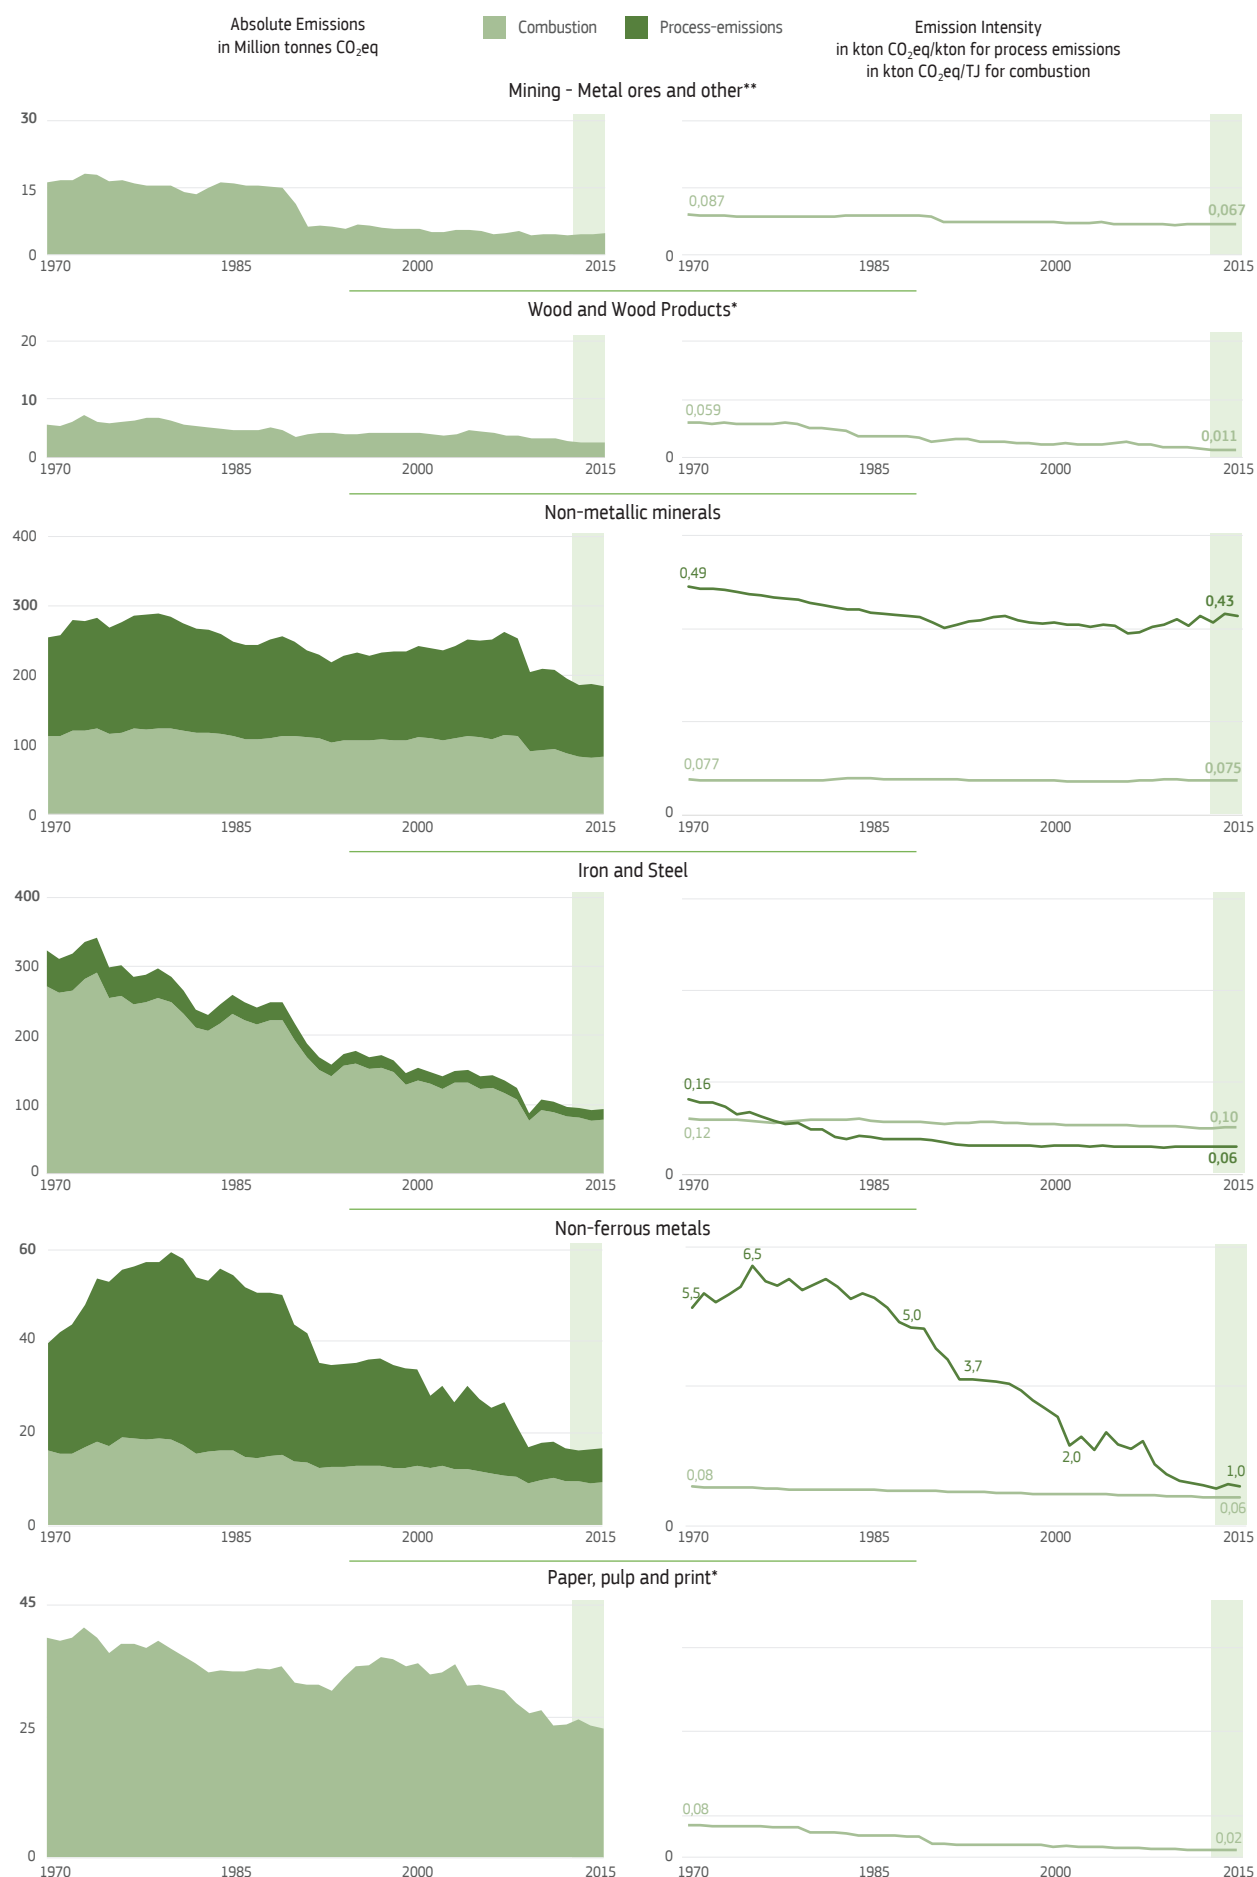 Absolute Emissions
in Million tonnes CO₂eq
Combustion
Process-emissions
Emission Intensity
in kton CO₂eq/kton for process emissions
in kton CO₂eq/TJ for combustion
Mining - Metal ores and other**
30
15
0
1970 1985 2000 2015
0,087
0,067
0
1970 1985 2000 2015
Wood and Wood Products*
20
10
0
1970 1985 2000 2015
0,059
0,011
0
1970 1985 2000 2015
Non-metallic minerals
400
300
200
100
0
1970 1985 2000 2015
0,49
0,43
0,077
0,075
0
1970 1985 2000 2015
Iron and Steel
400
300
200
100
0
1970 1985 2000 2015
0,16
0,12
0,10
0,06
0
1970 1985 2000 2015
Non-ferrous metals
60
40
20
0
1970 1985 2000 2015
6,5
5,5
5,0
3,7
2,0
1,0
0,08
0,06
0
1970 1985 2000 2015
Paper, pulp and print*
45
25
0
1970 1985 2000 2015
0,08
0,02
0
1970 1985 2000 2015